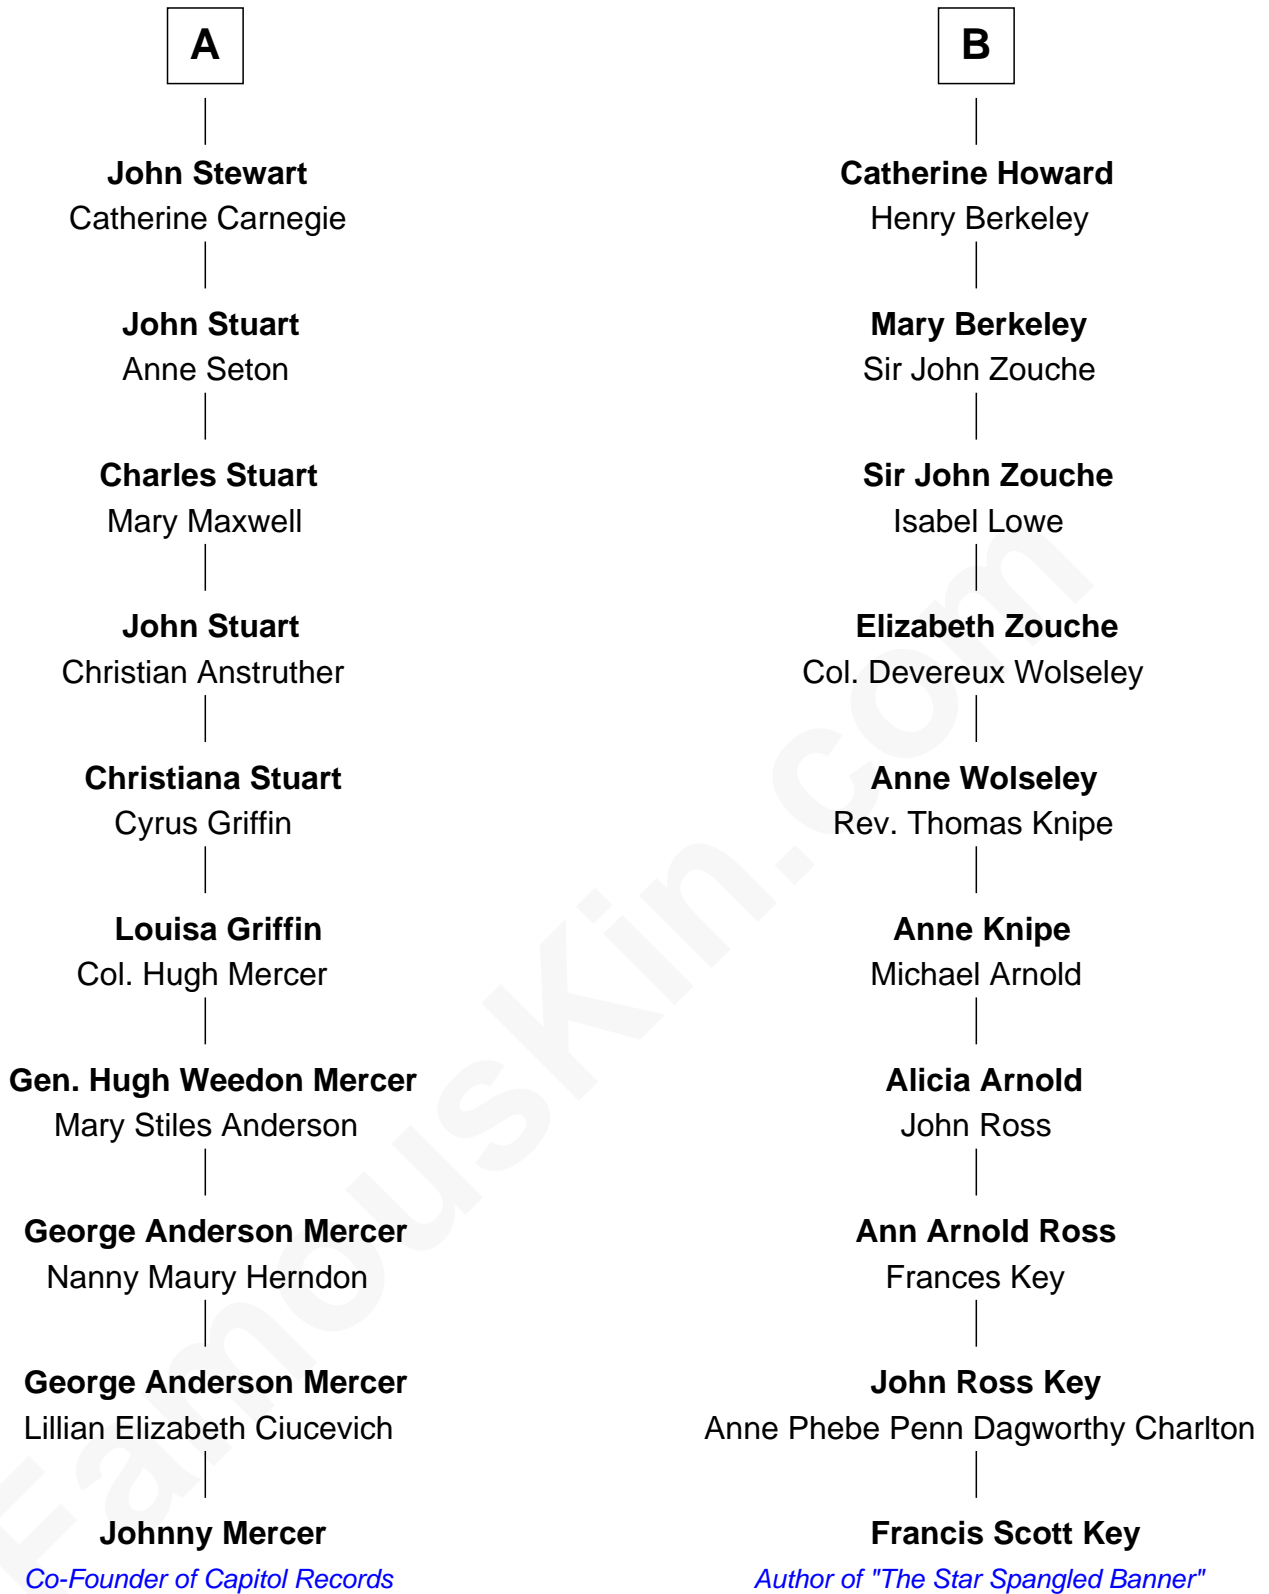 A
John Stewart
Catherine Carnegie
John Stuart
Anne Seton
Charles Stuart
Mary Maxwell
John Stuart
Christian Anstruther
Christiana Stuart
Cyrus Griffin
Louisa Griffin
Col. Hugh Mercer
Gen. Hugh Weedon Mercer
Mary Stiles Anderson
George Anderson Mercer
Nanny Maury Herndon
George Anderson Mercer
Lillian Elizabeth Ciucevich
Johnny Mercer
Co-Founder of Capitol Records
B
Catherine Howard
Henry Berkeley
Mary Berkeley
Sir John Zouche
Sir John Zouche
Isabel Lowe
Elizabeth Zouche
Col. Devereux Wolseley
Anne Wolseley
Rev. Thomas Knipe
Anne Knipe
Michael Arnold
Alicia Arnold
John Ross
Ann Arnold Ross
Frances Key
John Ross Key
Anne Phebe Penn Dagworthy Charlton
Francis Scott Key
Author of "The Star Spangled Banner"
FamousKin.com